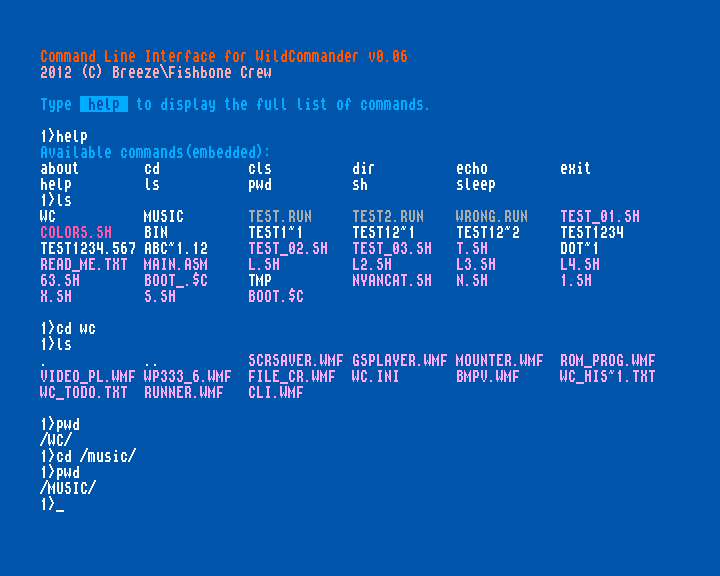 Command Line Interface for WildCommander v0.06
2012 (C) Breeze\Fishbone Crew
Type help to display the full list of commands.
1}help
Available commands(embedded):
about cd cls dir echo exit
help ls pwd sh sleep
1}ls
WC MUSIC TEST.RUN TEST2.RUN WRONG.RUN TEST_01.SH
COLORS.SH BIN TEST1~1 TEST12~1 TEST12~2 TEST1234
TEST1234.567 ABC~1.12 TEST_02.SH TEST_03.SH T.SH DOT~1
READ_ME.TXT MAIN.ASM L.SH L2.SH L3.SH L4.SH
63.SH BOOT_.$C TMP NYANCAT.SH N.SH 1.SH
X.SH S.SH BOOT.$C
1}cd wc
1}ls
. .. SCRSAVER.WMF GSPLAYER.WMF MOUNTER.WMF ROM_PROG.WMF
VIDEO_PL.WMF WP333_6.WMF FILE_CR.WMF WC.INI BMPV.WMF WC_HIS~1.TXT
WC_TODO.TXT RUNNER.WMF CLI.WMF
1}pwd
/WC/
1}cd /music/
1}pwd
/MUSIC/
1}_